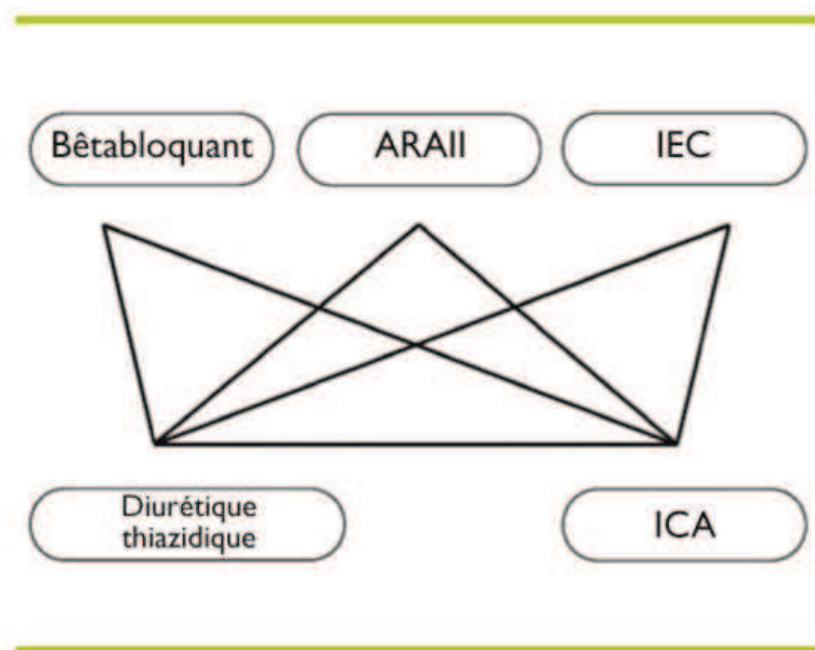 Bêtabloquant
ARAII
IEC
Diurétique
thiazidique
ICA